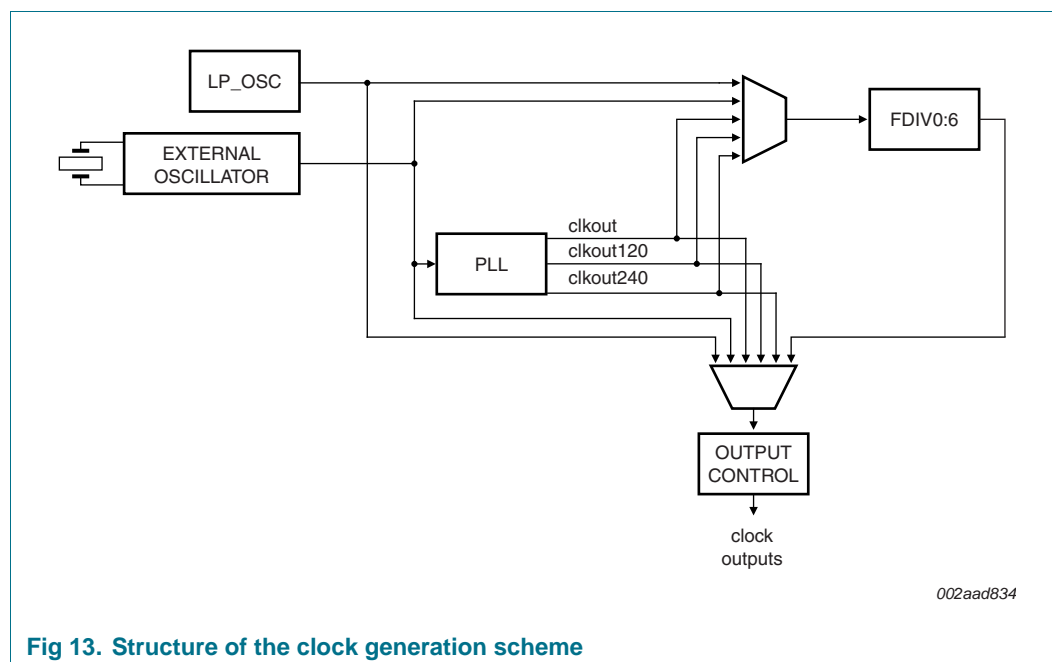 LP_OSC
FDIV0:6
EXTERNAL
OSCILLATOR
clkout
PLL
clkout120
clkout240
OUTPUT
CONTROL
clock
outputs
002aad834
Fig 13. Structure of the clock generation scheme